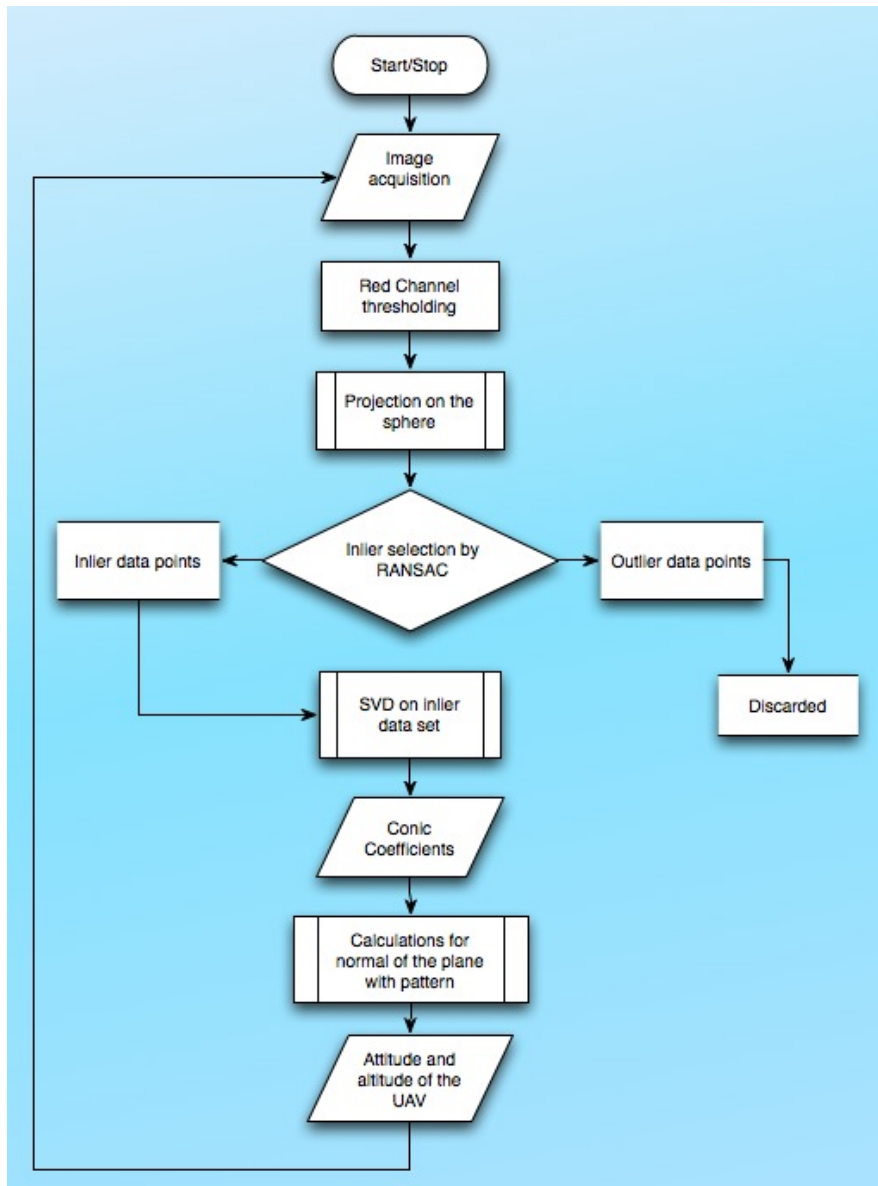 Start/Stop
Image
acquisition
Red Channel
thresholding
Projection on the
sphere
Inlier data points
Inlier selection by
RANSAC
Outlier data points
SVD on inlier
data set
Discarded
Conic
Coefficients
Calculations for
normal of the plane
with pattern
Attitude and
altitude of the
UAV